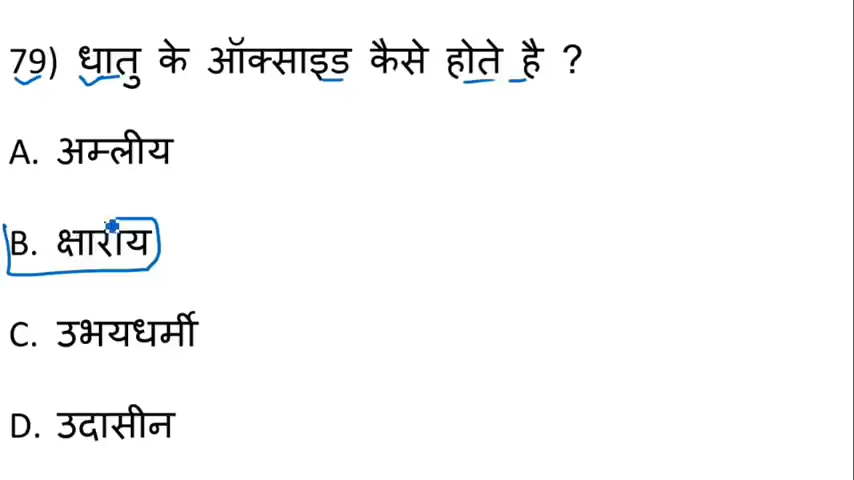 79) धातु के ऑक्साइड कैसे होते है ?
A. अम्लीय
B. क्षारीय
C. उभयधर्मी
D. उदासीन